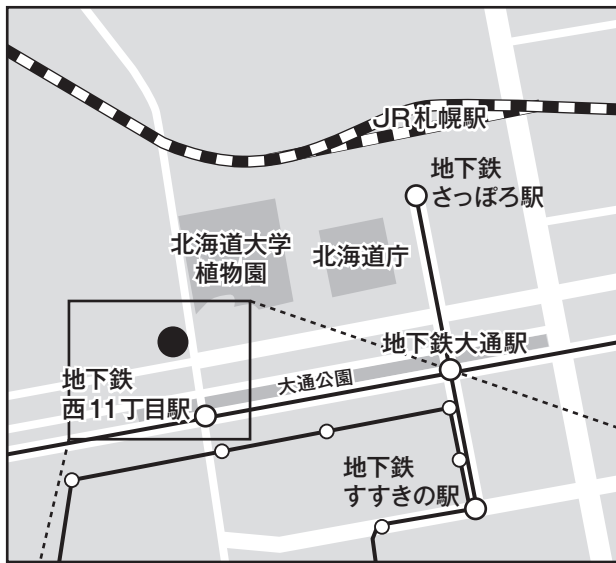 JR札幌駅
地下鉄
さっぽろ駅
北海道大学
植物園
北海道庁
地下鉄大通駅
地下鉄
西11丁目駅
大通公園
地下鉄
すすきの駅